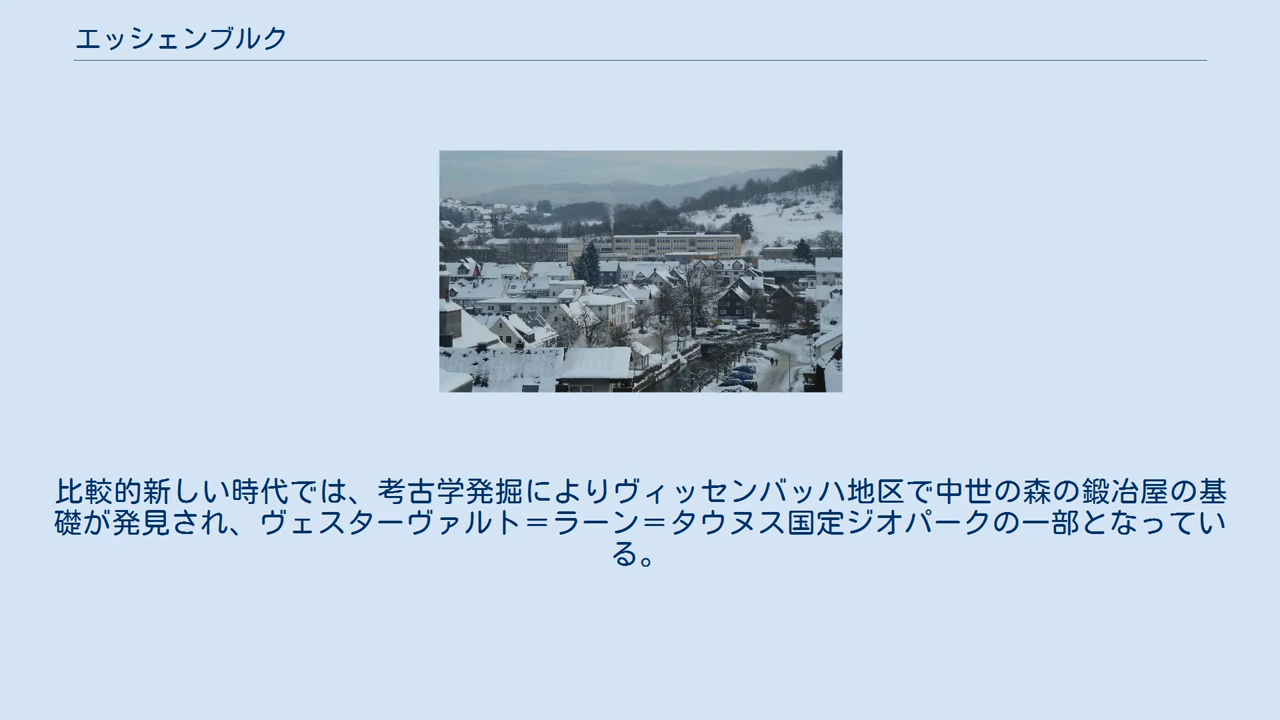 エッシェンブルク
比較的新しい時代では、考古学発掘によりヴィッセンバッハ地区で中世の森の鍛冶屋の基
礎が発見され、ヴェスターヴァルト＝ラーン＝タウヌス国定ジオパークの一部となってい
る。